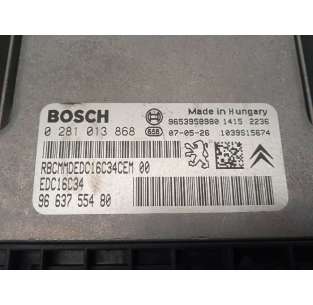 BOSCH
Made in Hungary
9653958980 1415 2236
0 281 013 868
658 07-05-26 1039S15674
RBCMMDEDC16C34CEM 00
EDC16C34
96 637 554 80